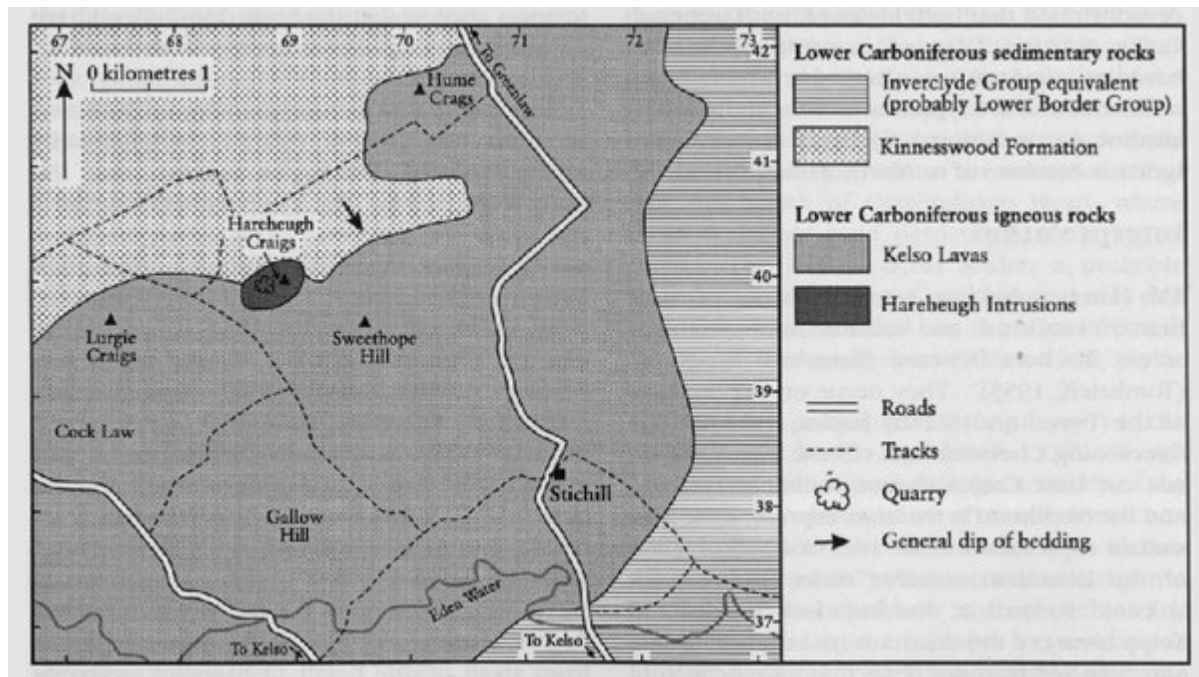 67 68 69 70 71 72 73
N
0 kilometres 1
Hume
Crags
To Greenlaw
Hareheugh
Craigs
Lurgie
Craigs
Sweethope
Hill
Cock Law
Stichill
Gallow
Hill
Eden Water
To Kelso
To Kelso
42
41
40
39
38
37
Lower Carboniferous sedimentary rocks
Inverclyde Group equivalent
(probably Lower Border Group)
Kinnesswood Formation
Lower Carboniferous igneous rocks
Kelso Lavas
Hareheugh Intrusions
Roads
Tracks
Quarry
General dip of bedding